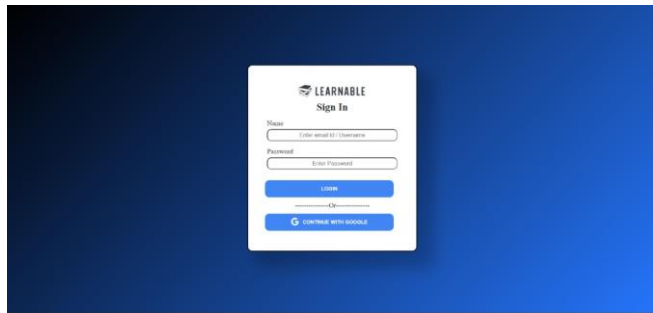 LEARNABLE
Sign In
Name
Enter email Id / Username
Password
Enter Password
LOGIN
---------------Or---------------
G CONTINUE WITH GOOGLE